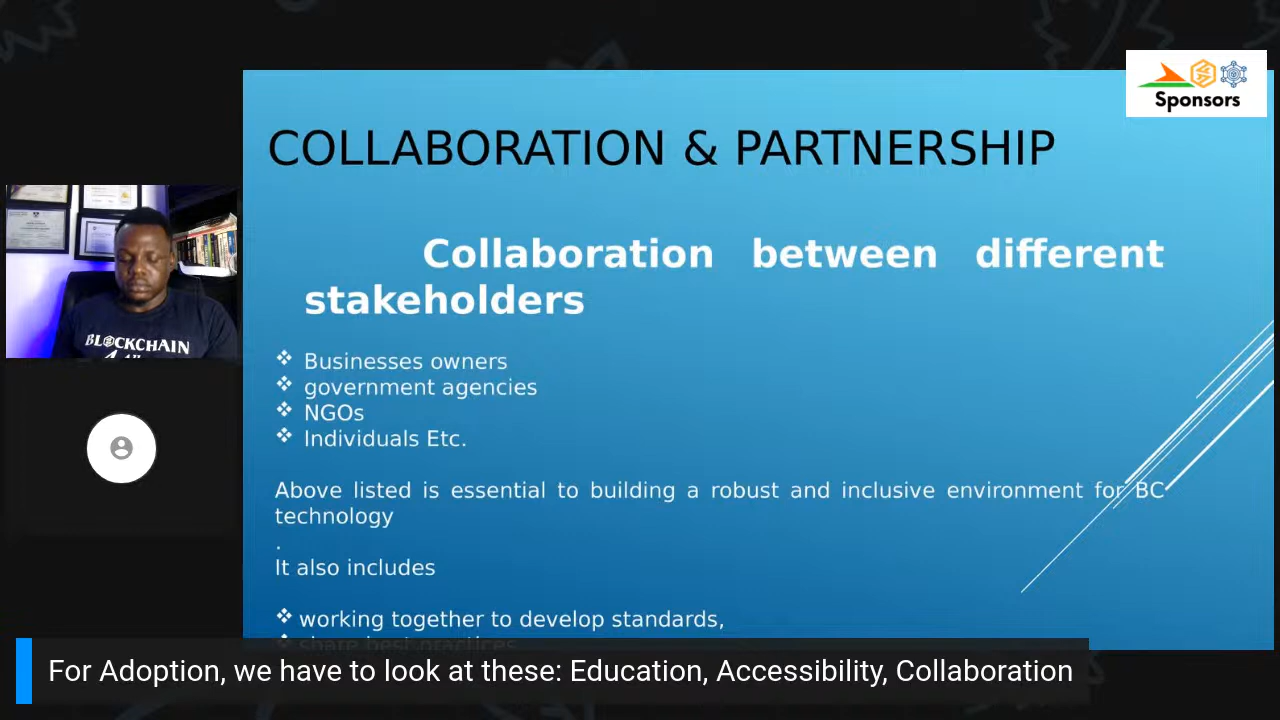 Sponsors
COLLABORATION & PARTNERSHIP
Collaboration between different
stakeholders
❖ Businesses owners
❖ government agencies
❖ NGOs
❖ Individuals Etc.
Above listed is essential to building a robust and inclusive environment for BC
technology
.
It also includes
❖ working together to develop standards,
❖ share best practices
BLOCKCHAIN
For Adoption, we have to look at these: Education, Accessibility, Collaboration